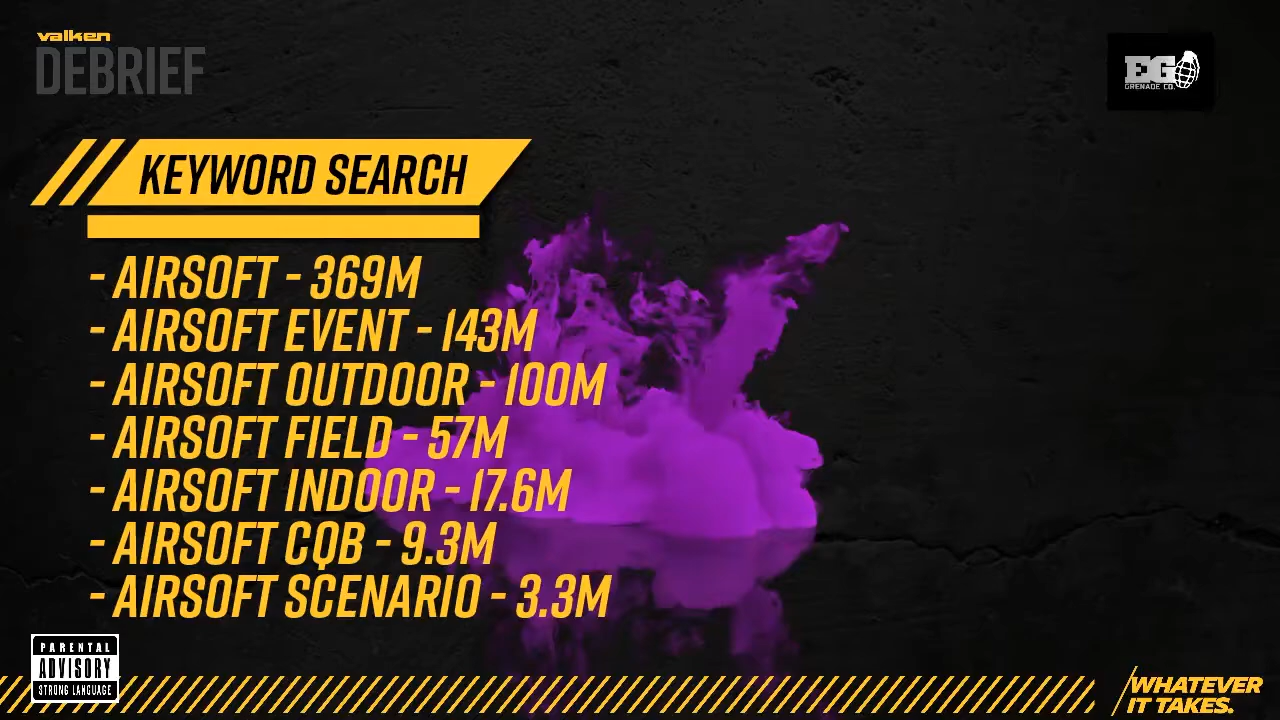 valken
DEBRIEF
EG
GRENADE CO.
KEYWORD SEARCH
- AIRSOFT - 369M
- AIRSOFT EVENT - 143M
- AIRSOFT OUTDOOR - 100M
- AIRSOFT FIELD - 57M
- AIRSOFT INDOOR - 17.6M
- AIRSOFT CQB - 9.3M
- AIRSOFT SCENARIO - 3.3M
PARENTAL
ADVISORY
STRONG LANGUAGE
WHATEVER
IT TAKES.